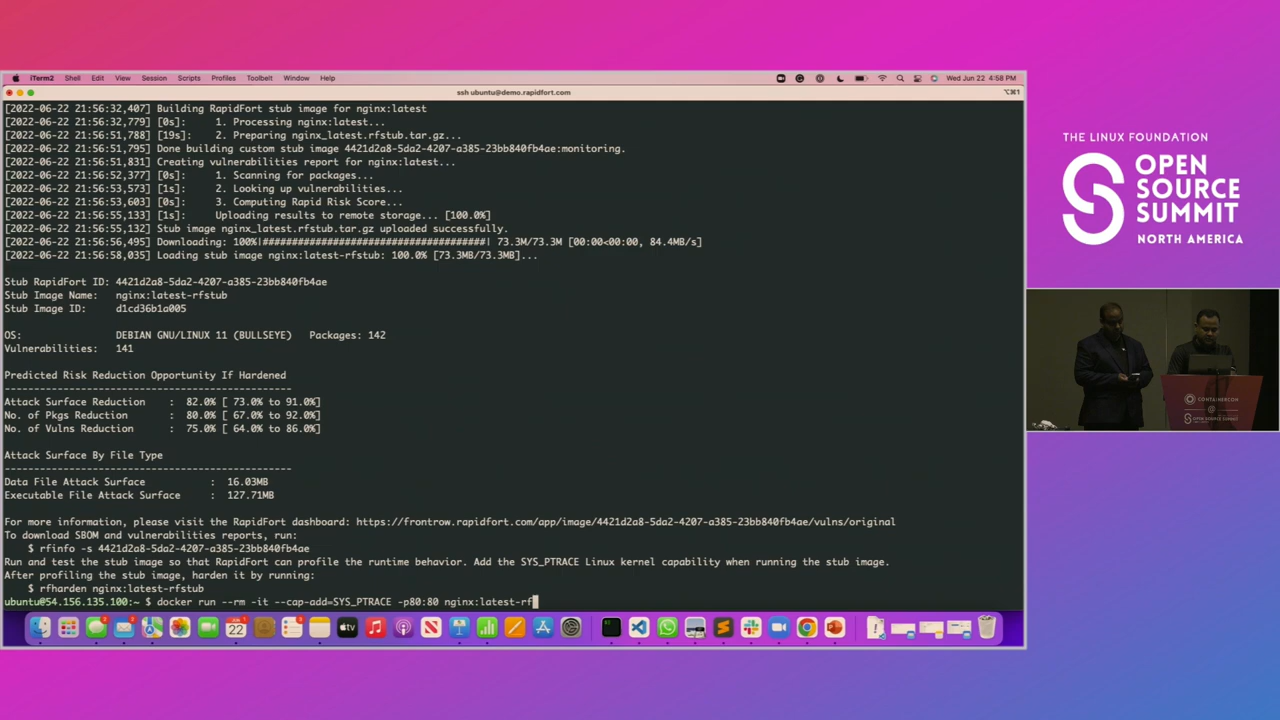 iTerm2 Shell Edit View Session Scripts Profiles Toolbelt Window Help Wed Jun 22 4:58 PM
ssh ubuntu@demo.rapidfort.com ⌥⌘1
[2022-06-22 21:56:32,407] Building RapidFort stub image for nginx:latest
[2022-06-22 21:56:32,779] [0s]: 1. Processing nginx:latest...
[2022-06-22 21:56:51,788] [19s]: 2. Preparing nginx_latest.rfstub.tar.gz...
[2022-06-22 21:56:51,795] Done building custom stub image 4421d2a8-5da2-4207-a385-23bb840fb4ae:monitoring.
[2022-06-22 21:56:51,831] Creating vulnerabilities report for nginx:latest...
[2022-06-22 21:56:52,377] [0s]: 1. Scanning for packages...
[2022-06-22 21:56:53,573] [1s]: 2. Looking up vulnerabilities...
[2022-06-22 21:56:53,603] [0s]: 3. Computing Rapid Risk Score...
[2022-06-22 21:56:55,133] [1s]: Uploading results to remote storage... [100.0%]
[2022-06-22 21:56:55,132] Stub image nginx_latest.rfstub.tar.gz uploaded successfully.
[2022-06-22 21:56:56,495] Downloading: 100%|####################################| 73.3M/73.3M [00:00<00:00, 84.4MB/s]
[2022-06-22 21:56:58,035] Loading stub image nginx:latest-rfstub: 100.0% [73.3MB/73.3MB]...
Stub RapidFort ID: 4421d2a8-5da2-4207-a385-23bb840fb4ae
Stub Image Name: nginx:latest-rfstub
Stub Image ID: d1cd36b1a005
OS: DEBIAN GNU/LINUX 11 (BULLSEYE) Packages: 142
Vulnerabilities: 141
Predicted Risk Reduction Opportunity If Hardened
----------------------------------------------------
Attack Surface Reduction : 82.0% [ 73.0% to 91.0%]
No. of Pkgs Reduction : 80.0% [ 67.0% to 92.0%]
No. of Vulns Reduction : 75.0% [ 64.0% to 86.0%]
Attack Surface By File Type
----------------------------------------------------
Data File Attack Surface : 16.03MB
Executable File Attack Surface : 127.71MB
For more information, please visit the RapidFort dashboard: https://frontrow.rapidfort.com/app/image/4421d2a8-5da2-4207-a385-23bb840fb4ae/vulns/original
To download SBOM and vulnerabilities reports, run:
$ rfinfo -s 4421d2a8-5da2-4207-a385-23bb840fb4ae
Run and test the stub image so that RapidFort can profile the runtime behavior. Add the SYS_PTRACE Linux kernel capability when running the stub image.
After profiling the stub image, harden it by running:
$ rfharden nginx:latest-rfstub
ubuntu@54.156.135.100:~ $ docker run --rm -it --cap-add=SYS_PTRACE -p80:80 nginx:latest-rf
22
tv
THE LINUX FOUNDATION
OPEN
SOURCE
SUMMIT
NORTH AMERICA
CONTAINERCON
@
OPEN SOURCE SUMMIT